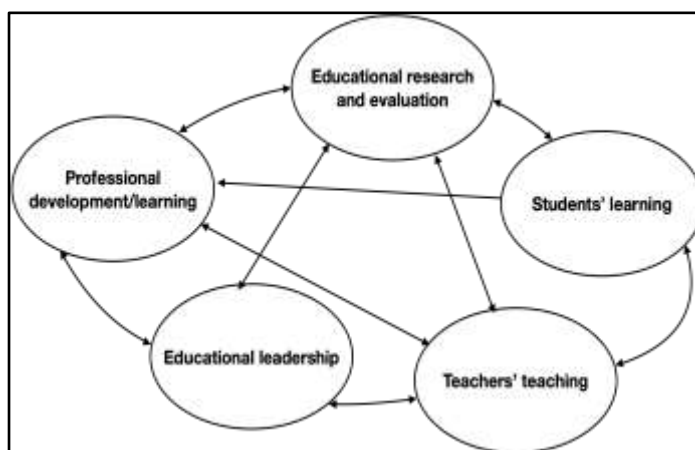 Educational research
and evaluation
Professional
development/learning
Students’ learning
Educational leadership
Teachers’ teaching